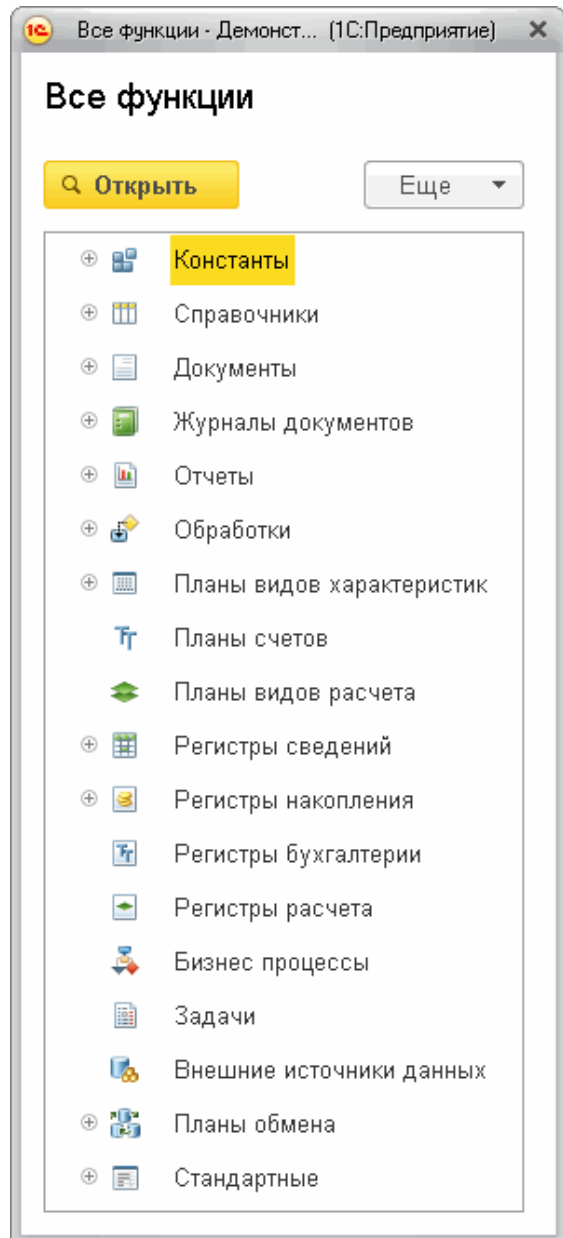 1С Все функции - Демонст... (1С:Предприятие)
Все функции
Открыть Еще
Константы
Справочники
Документы
Журналы документов
Отчеты
Обработки
Планы видов характеристик
Планы счетов
Планы видов расчета
Регистры сведений
Регистры накопления
Регистры бухгалтерии
Регистры расчета
Бизнес процессы
Задачи
Внешние источники данных
Планы обмена
Стандартные